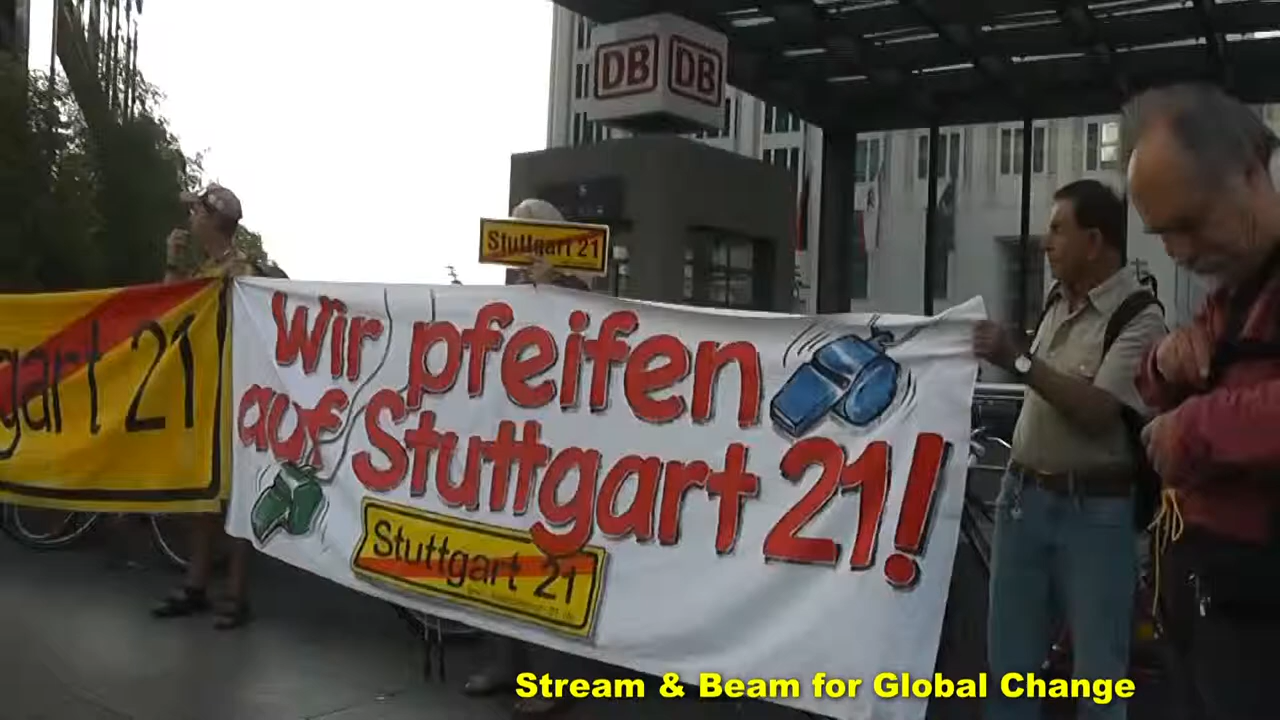 DB DB
Stuttgart 21
gart 21
Wir pfeifen
auf Stuttgart 21!
Stuttgart 21
Stream & Beam for Global Change